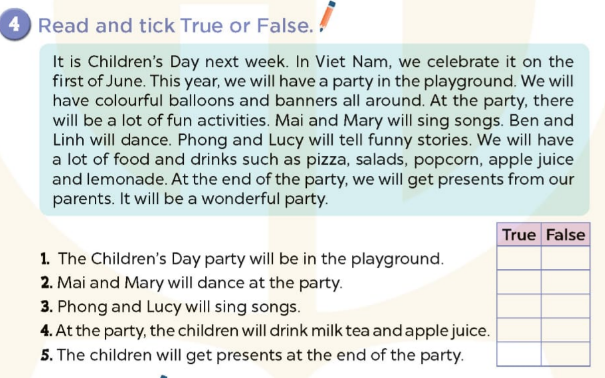 4 Read and tick True or False.
It is Children's Day next week. In Viet Nam, we celebrate it on the
first of June. This year, we will have a party in the playground. We will
have colourful balloons and banners all around. At the party, there
will be a lot of fun activities. Mai and Mary will sing songs. Ben and
Linh will dance. Phong and Lucy will tell funny stories. We will have
a lot of food and drinks such as pizza, salads, popcorn, apple juice
and lemonade. At the end of the party, we will get presents from our
parents. It will be a wonderful party.
True False
1. The Children's Day party will be in the playground.
2. Mai and Mary will dance at the party.
3. Phong and Lucy will sing songs.
4. At the party, the children will drink milk tea and apple juice.
5. The children will get presents at the end of the party.